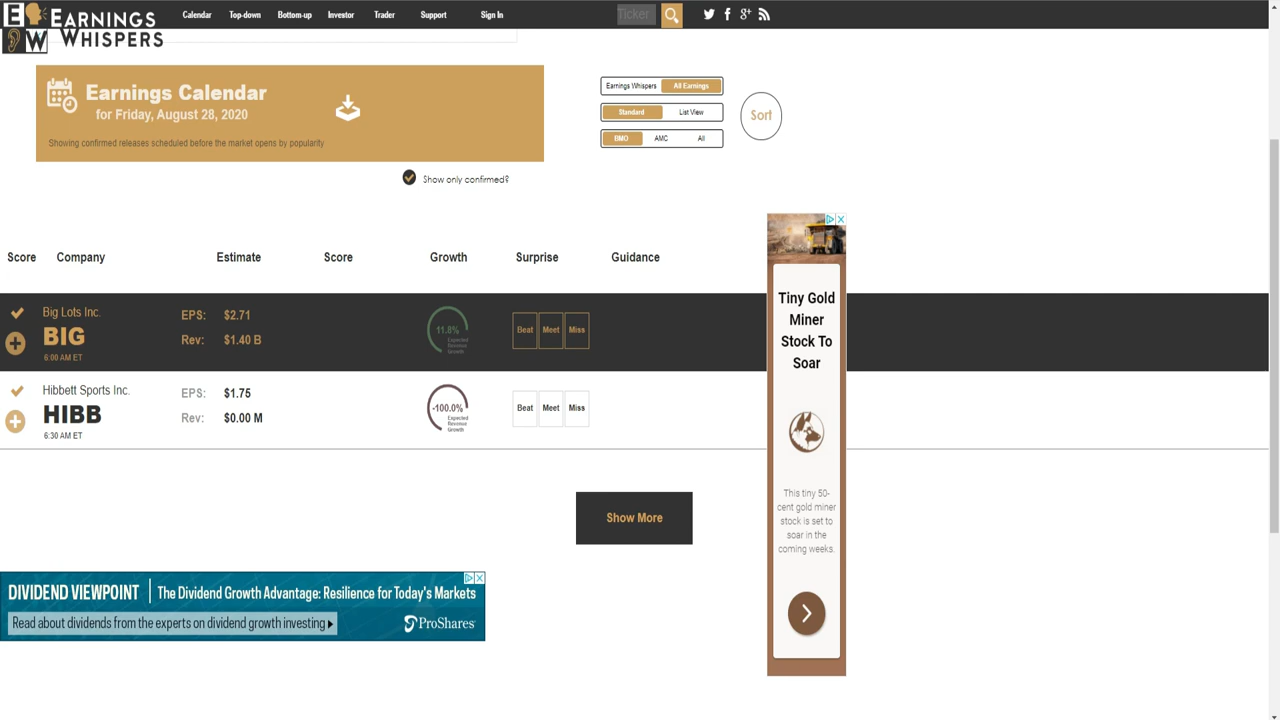 EARNINGS
WHISPERS
E
W
Calendar
Top-down
Bottom-up
Investor
Trader
Support
Sign In
Ticker
Earnings Calendar
for Friday, August 28, 2020
Showing confirmed releases scheduled before the market opens by popularity
Earnings Whispers
All Earnings
Standard
List View
BMO
AMC
All
Sort
Show only confirmed?
Score
Company
Estimate
Score
Growth
Surprise
Guidance
Big Lots Inc.
BIG
6:00 AM ET
EPS: $2.71
Rev: $1.40 B
11.8%
Expected
Revenue
Growth
Beat
Meet
Miss
Hibbett Sports Inc.
HIBB
6:30 AM ET
EPS: $1.75
Rev: $0.00 M
-100.0%
Expected
Revenue
Growth
Beat
Meet
Miss
Show More
Tiny Gold
Miner
Stock To
Soar
This tiny 50-
cent gold miner
stock is set to
soar in the
coming weeks.
DIVIDEND VIEWPOINT
The Dividend Growth Advantage: Resilience for Today's Markets
Read about dividends from the experts on dividend growth investing
ProShares